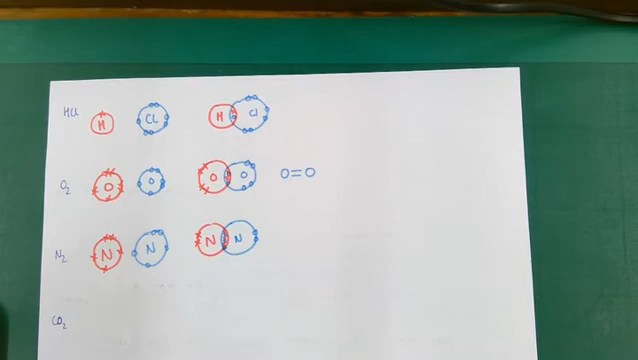 HCl H Cl H Cl
O₂ O O O O O=O
N₂ N N N N
CO₂